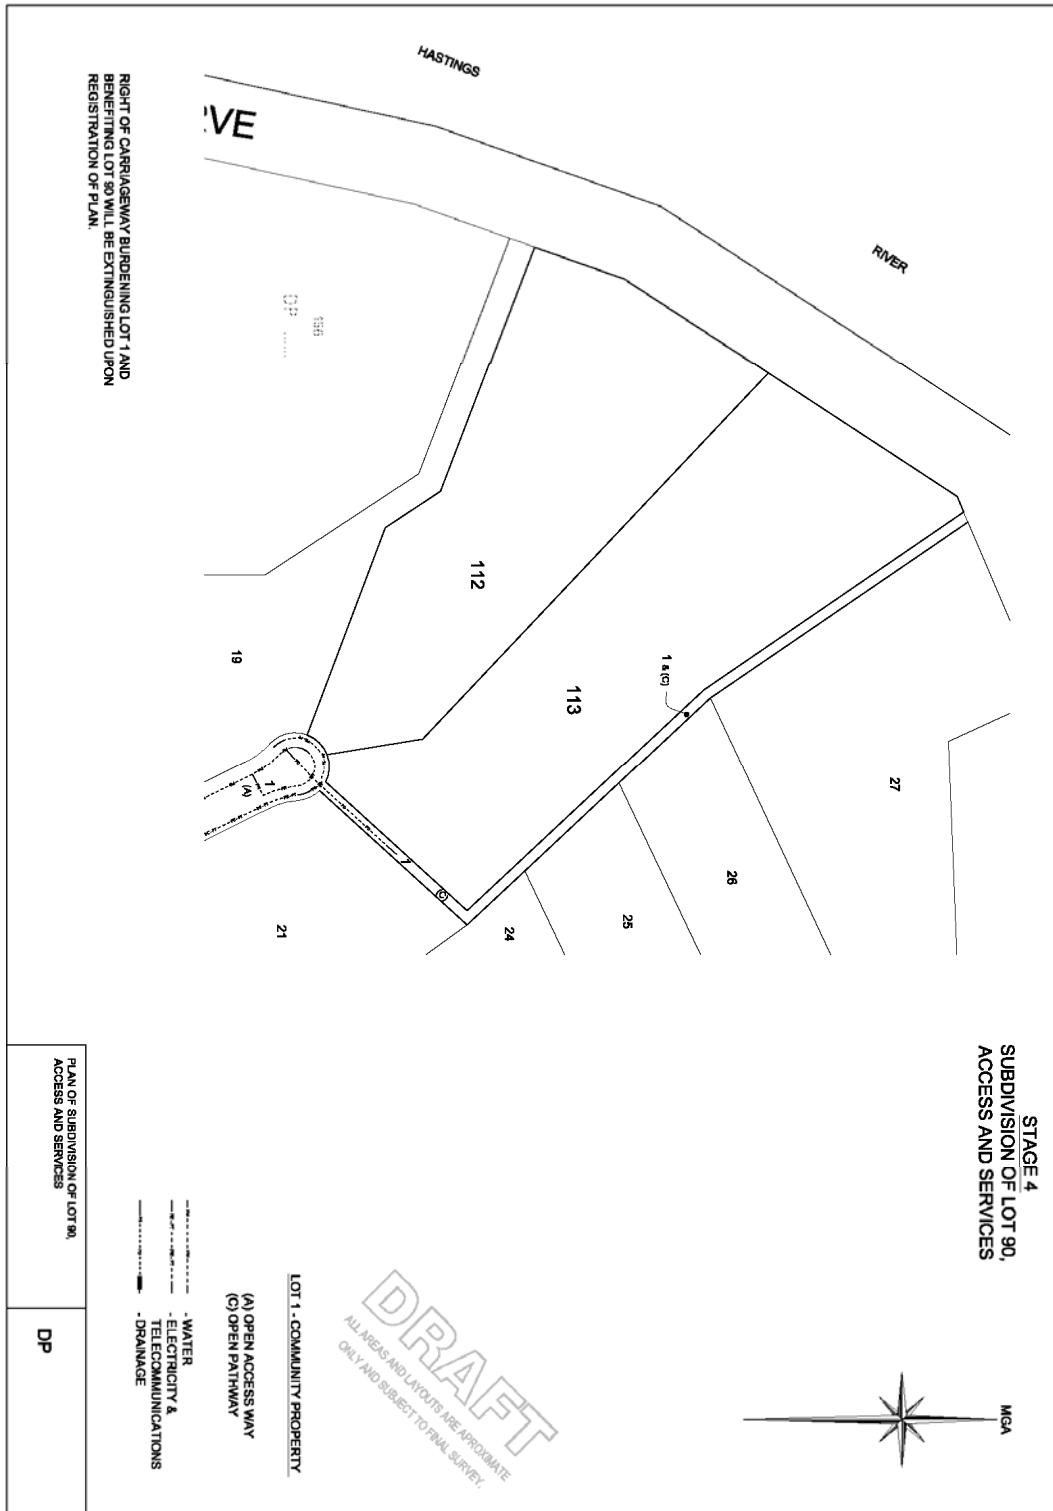 STAGE 4
SUBDIVISION OF LOT 90,
ACCESS AND SERVICES
MGA
HASTINGS
RIVER
27
26
25
24
1 & (C)
113
112
VE
DP
19
1
(A)
1
(C)
21
RIGHT OF CARRIAGEWAY BURDENING LOT 1 AND
BENEFITING LOT 90 WILL BE EXTINGUISHED UPON
REGISTRATION OF PLAN.
DRAFT
ALL AREAS AND LAYOUTS ARE APPROXIMATE
ONLY AND SUBJECT TO FINAL SURVEY.
LOT 1 - COMMUNITY PROPERTY
(A) OPEN ACCESS WAY
(C) OPEN PATHWAY
- WATER
- ELECTRICITY &
TELECOMMUNICATIONS
- DRAINAGE
PLAN OF SUBDIVISION OF LOT 90,
ACCESS AND SERVICES
DP